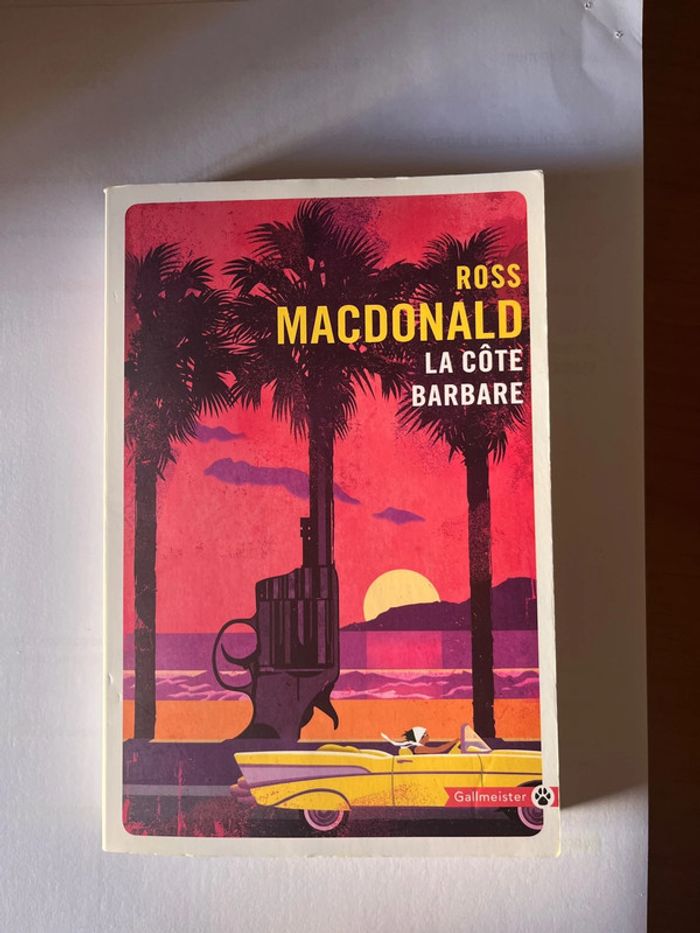 ROSS
MACDONALD
LA CÔTE
BARBARE
Gallmeister